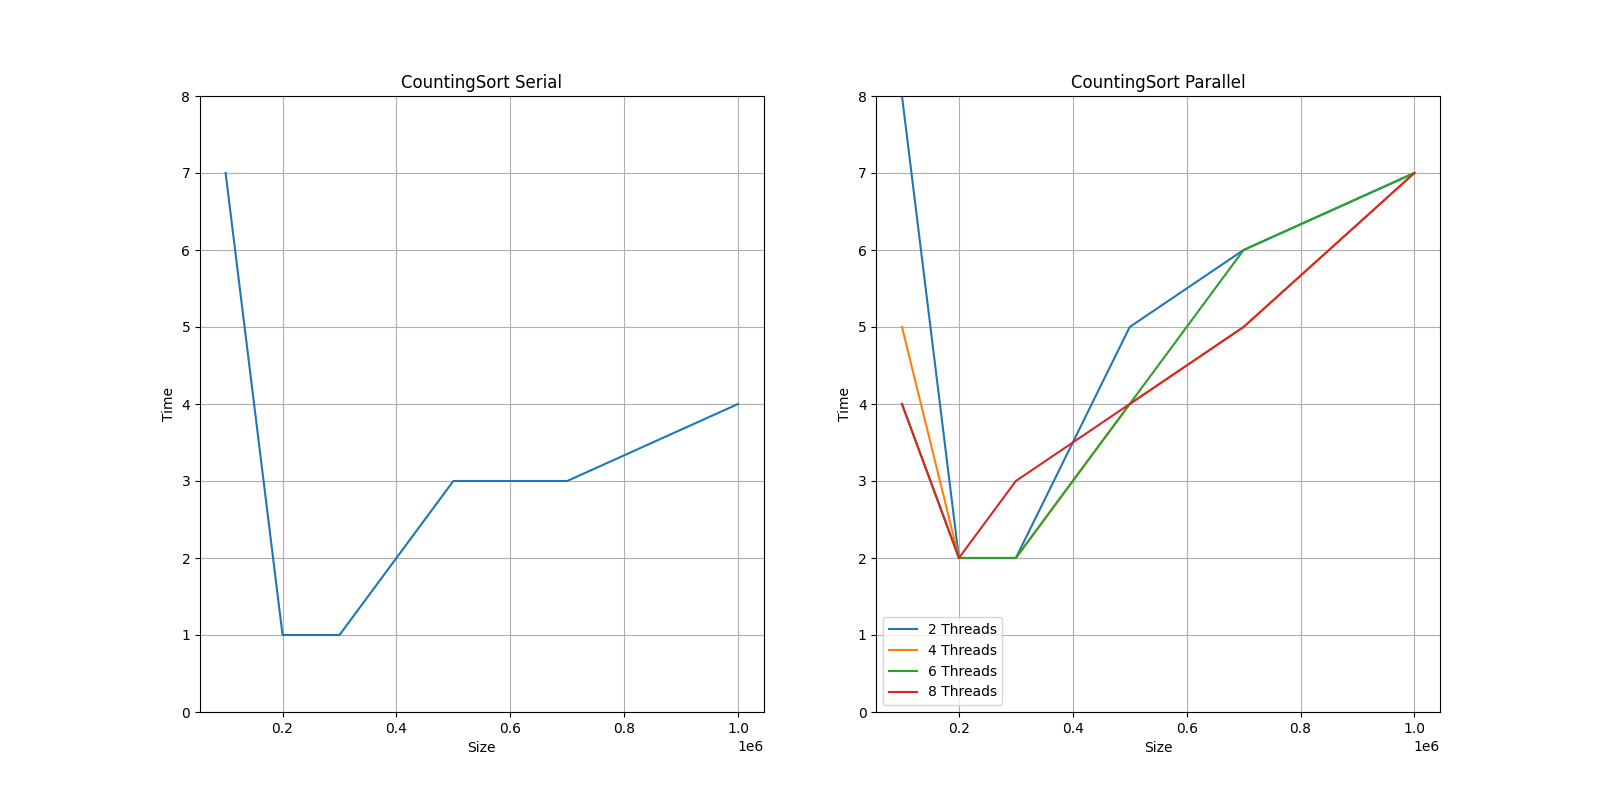 CountingSort Serial
8
7
6
5
4
3
2
1
0
Time
0.2
0.4
0.6
0.8
1.0
1e6
Size
CountingSort Parallel
8
7
6
5
4
3
2
1
0
Time
2 Threads
4 Threads
6 Threads
8 Threads
0.2
0.4
0.6
0.8
1.0
1e6
Size